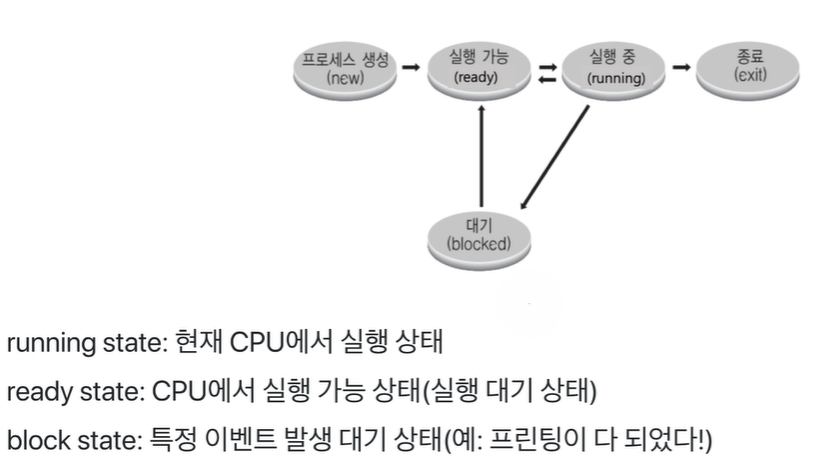 프로세스 생성
(new)
실행 가능
(ready)
실행 중
(running)
종료
(exit)
대기
(blocked)
running state: 현재 CPU에서 실행 상태
ready state: CPU에서 실행 가능 상태(실행 대기 상태)
block state: 특정 이벤트 발생 대기 상태(예: 프린팅이 다 되었다!)